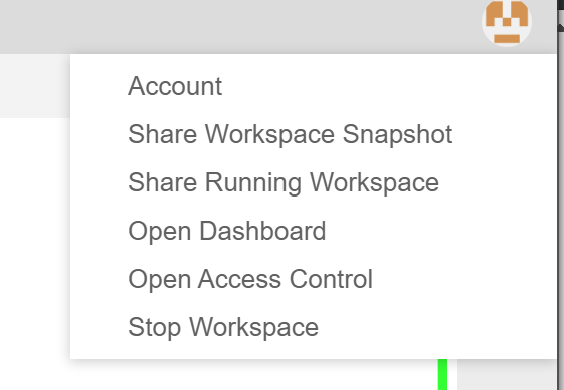 Account
Share Workspace Snapshot
Share Running Workspace
Open Dashboard
Open Access Control
Stop Workspace